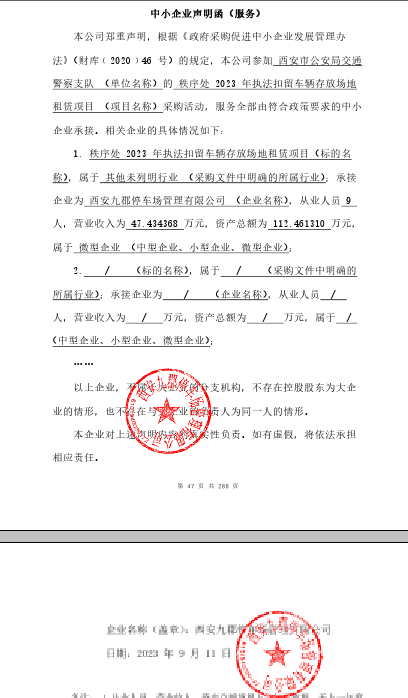 中小企业声明函（服务）
本公司郑重声明，根据《政府采购促进中小企业发展管理办
法》（财库﹝2020﹞46 号）的规定，本公司参加 西安市公安局交通
警察支队 （单位名称）的 秩序处 2023 年执法扣留车辆存放场地
租赁项目 （项目名称）采购活动，服务全部由符合政策要求的中小
企业承接。相关企业的具体情况如下：
1. 秩序处 2023 年执法扣留车辆存放场地租赁项目（标的名
称），属于 其他未列明行业 （采购文件中明确的所属行业）；承接
企业为 西安九郡停车场管理有限公司 （企业名称），从业人员 9
人，营业收入为 47.434368 万元，资产总额为 112.461310 万元，
属于 微型企业 （中型企业、小型企业、微型企业）；
2. / （标的名称），属于 / （采购文件中明确的
所属行业）；承接企业为 / （企业名称），从业人员 /
人，营业收入为 / 万元，资产总额为 / 万元，属于 /
（中型企业、小型企业、微型企业）；
……
以上企业，不属于大企业的分支机构，不存在控股股东为大企
业的情形，也不存在与大企业的负责人为同一人的情形。
本企业对上述声明内容的真实性负责。如有虚假，将依法承担
相应责任。
第 47 页 共 288 页
企业名称（盖章）：西安九郡停车场管理有限公司
日期：2023 年 9 月 11 日